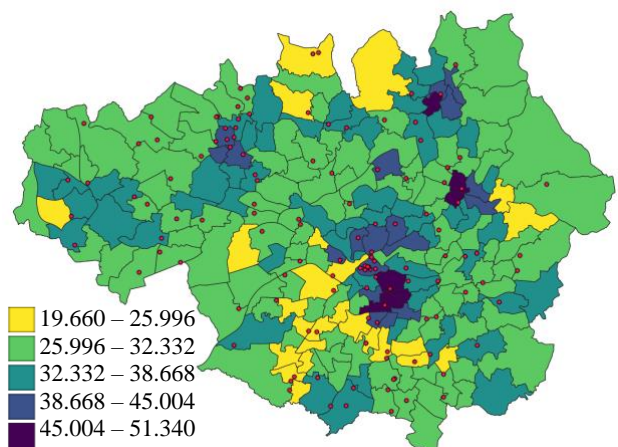 19.660 – 25.996
25.996 – 32.332
32.332 – 38.668
38.668 – 45.004
45.004 – 51.340